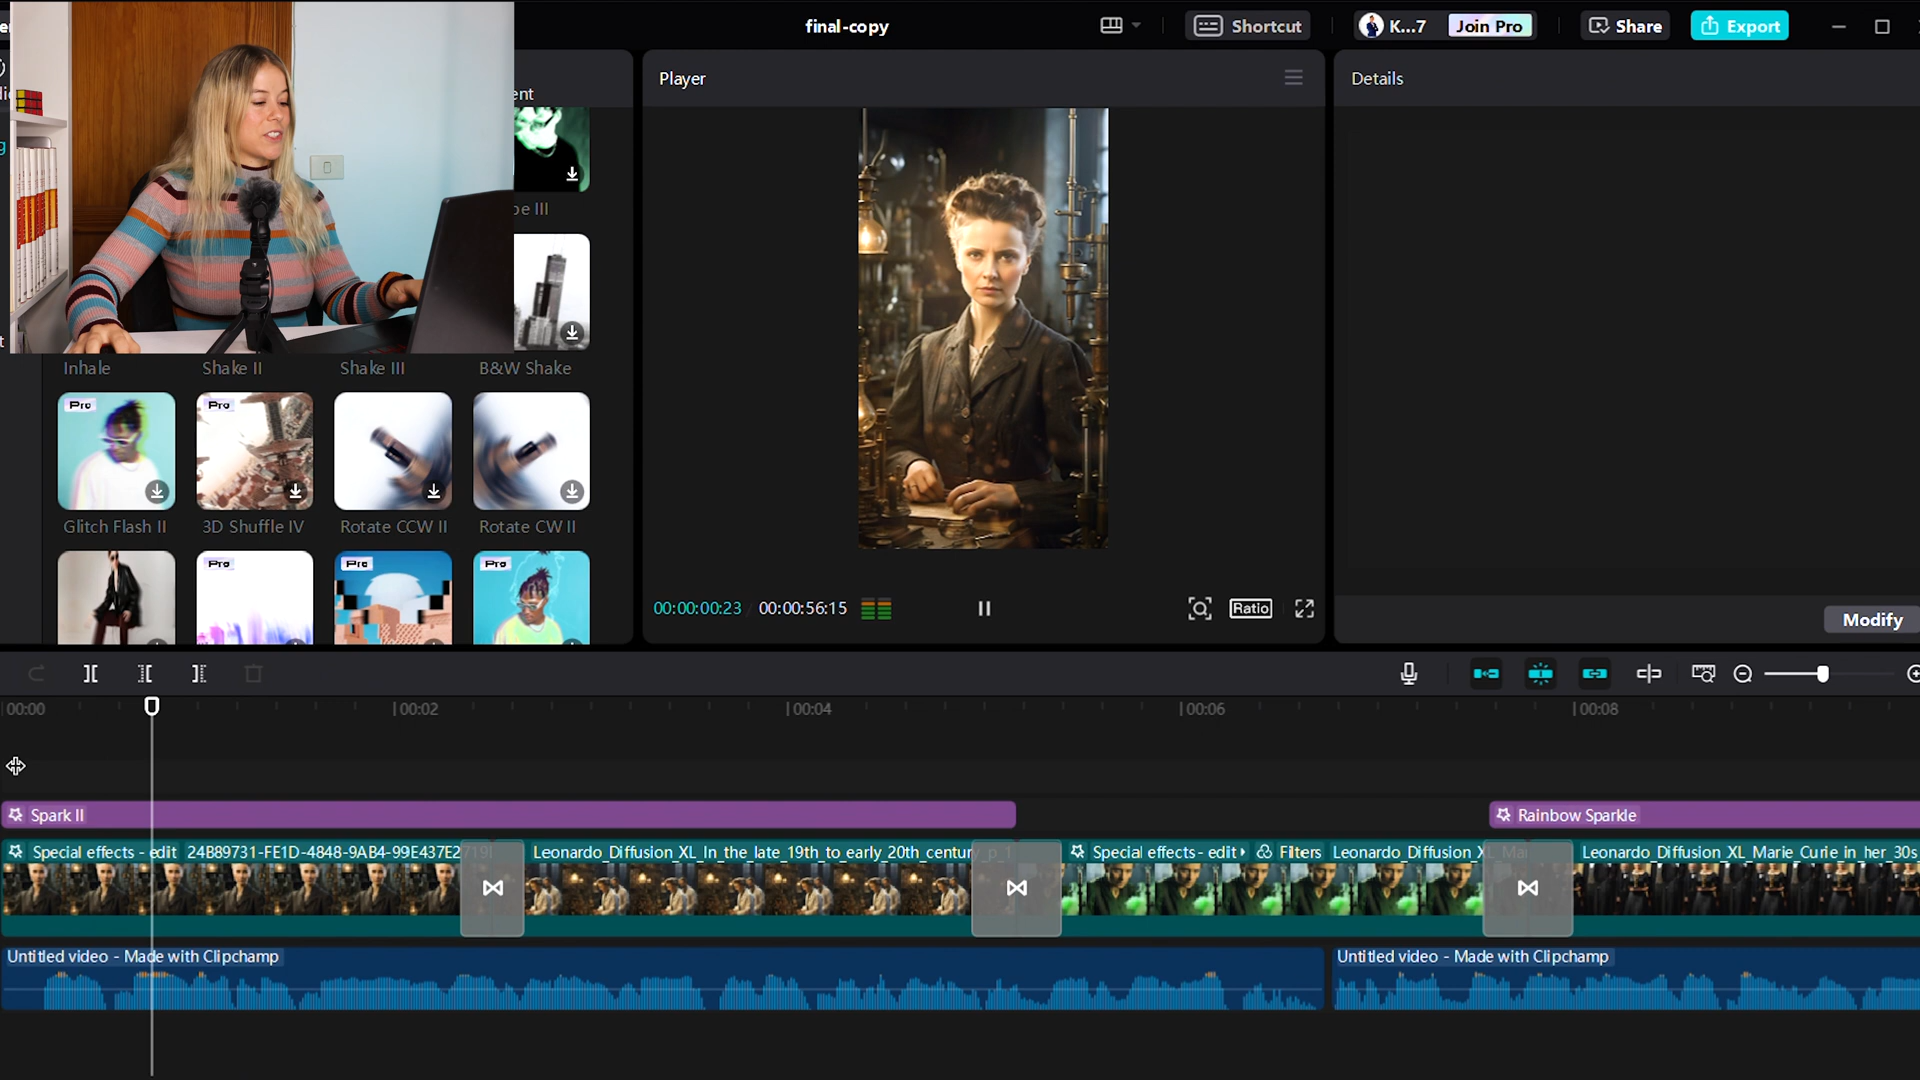 final-copy
Shortcut
K...7
Join Pro
Share
Export
ent
Player
Details
pe III
Inhale
Shake II
Shake III
B&W Shake
Pro
Pro
Glitch Flash II
3D Shuffle IV
Rotate CCW II
Rotate CW II
Pro
Pro
Pro
00:00:00:23
00:00:56:15
Ratio
Modify
00:00
00:02
00:04
00:06
00:08
Spark II
Rainbow Sparkle
Special effects - edit
24B89731-FE1D-4848-9AB4-99E437E2719
Leonardo_Diffusion_XL_In_the_late_19th_to_early_20th_century_p_1
Special effects - edit
Filters
Leonardo_Diffusion_XL_Mar
Leonardo_Diffusion_XL_Marie_Curie_in_her_30s
Untitled video - Made with Clipchamp
Untitled video - Made with Clipchamp